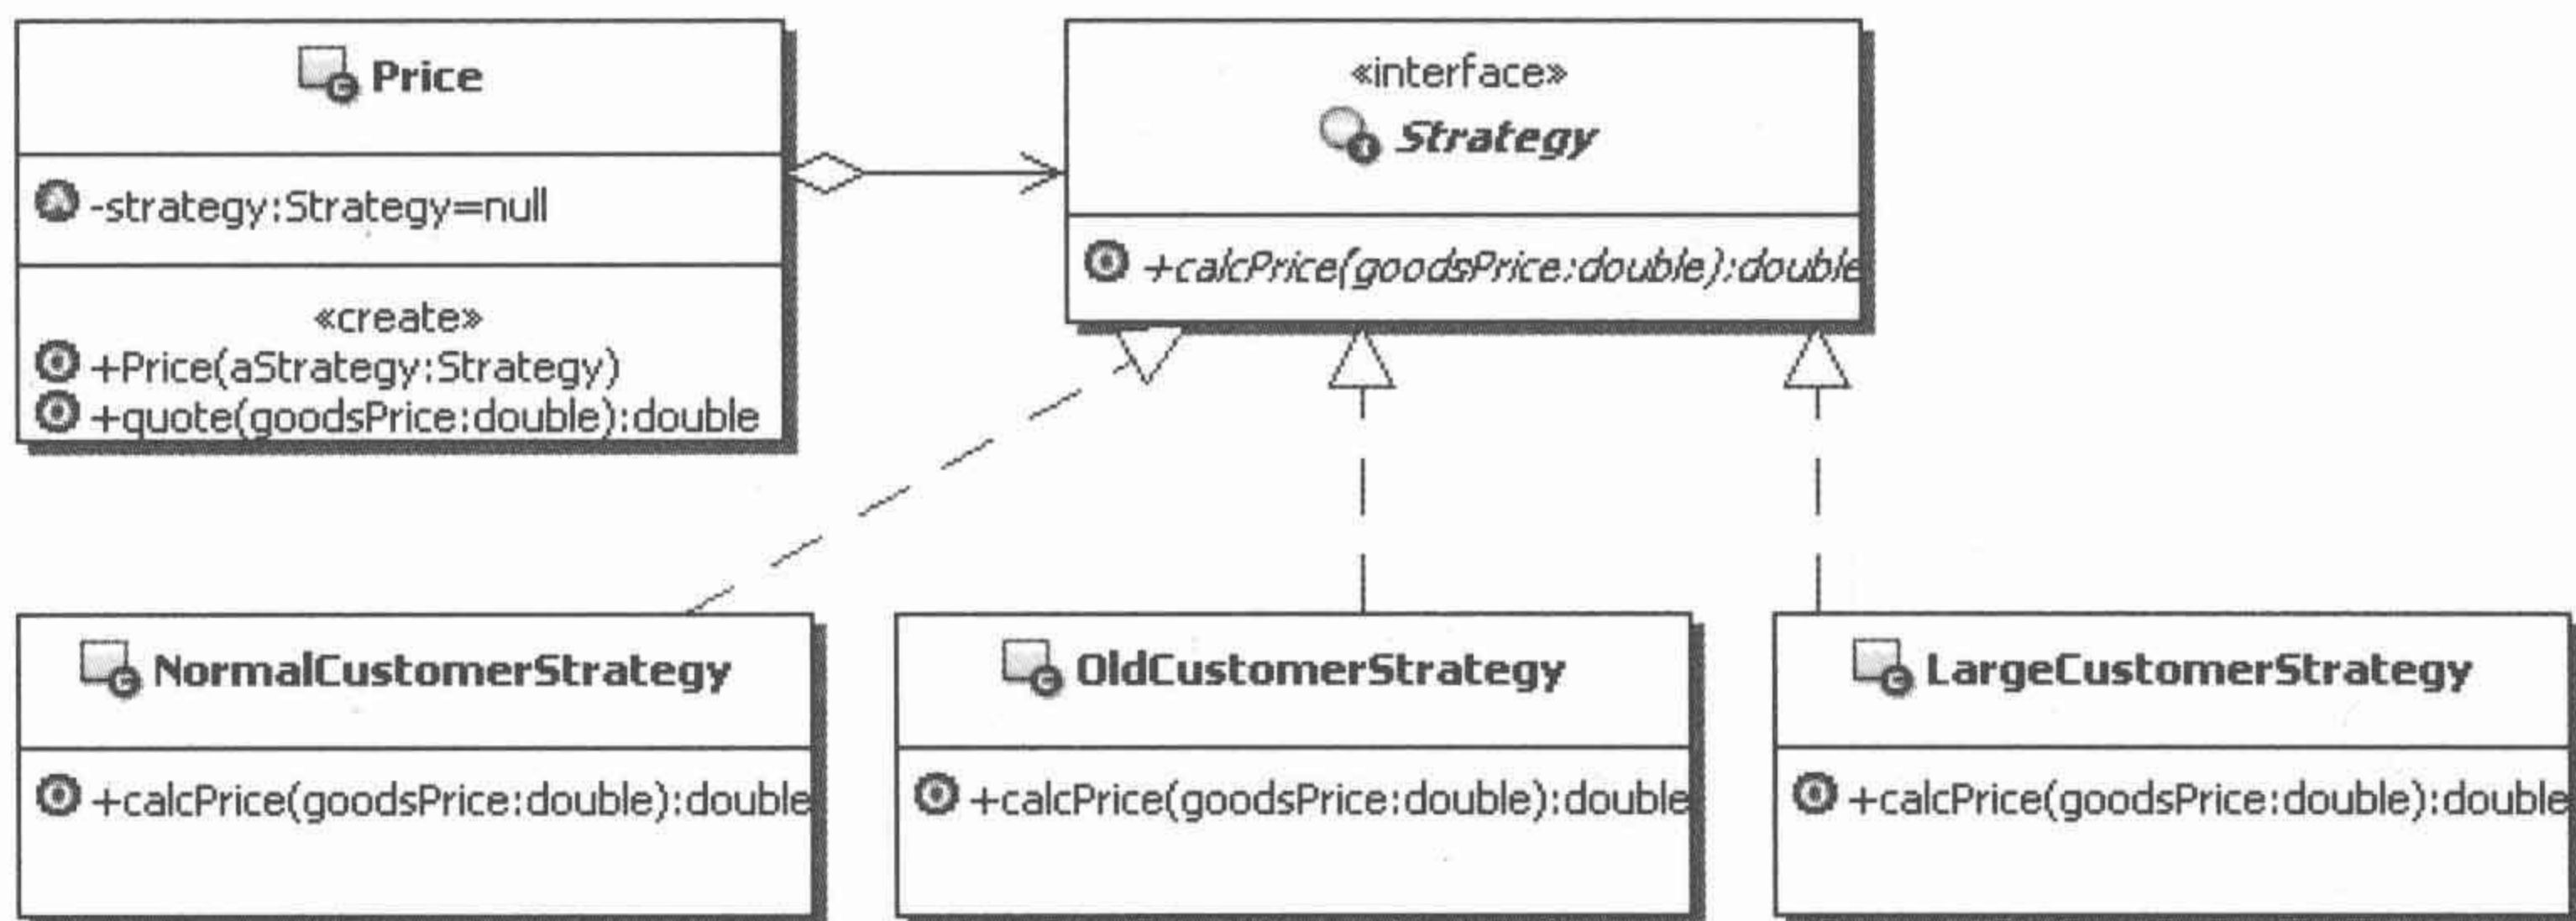 Price
-strategy:Strategy=null
«create»
+Price(aStrategy:Strategy)
+quote(goodsPrice:double):double
«interface»
Strategy
+calcPrice(goodsPrice:double):double
NormalCustomerStrategy
+calcPrice(goodsPrice:double):double
OldCustomerStrategy
+calcPrice(goodsPrice:double):double
LargeCustomerStrategy
+calcPrice(goodsPrice:double):double